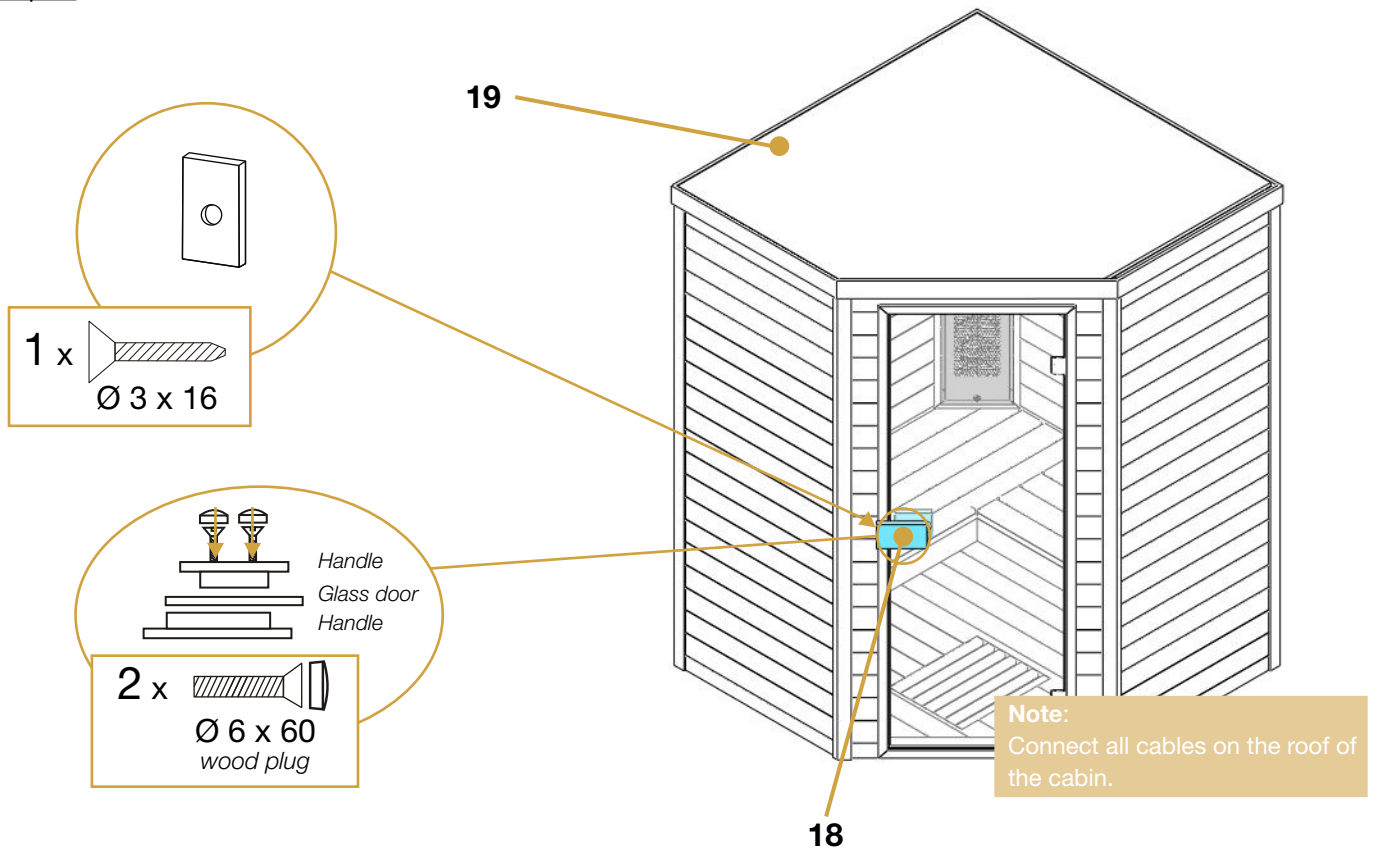 19
1 x
Ø 3 x 16
Handle
Glass door
Handle
2 x
Ø 6 x 60
wood plug
Note:
Connect all cables on the roof of
the cabin.
18